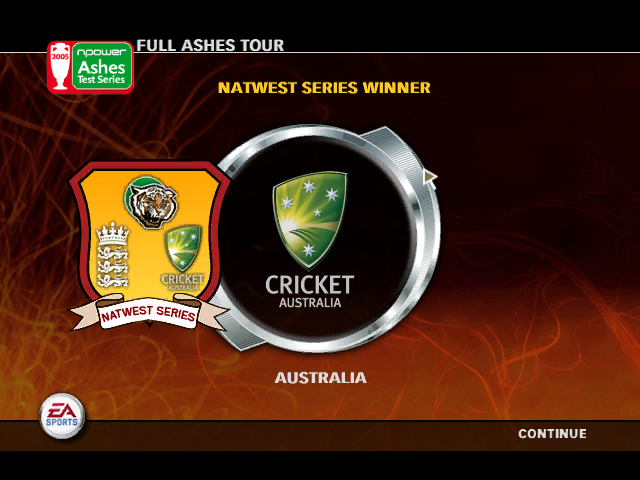 2005
npower
Ashes
Test Series
FULL ASHES TOUR
NATWEST SERIES WINNER
CRICKET
AUSTRALIA
NATWEST SERIES
CRICKET
AUSTRALIA
AUSTRALIA
EA
SPORTS
CONTINUE